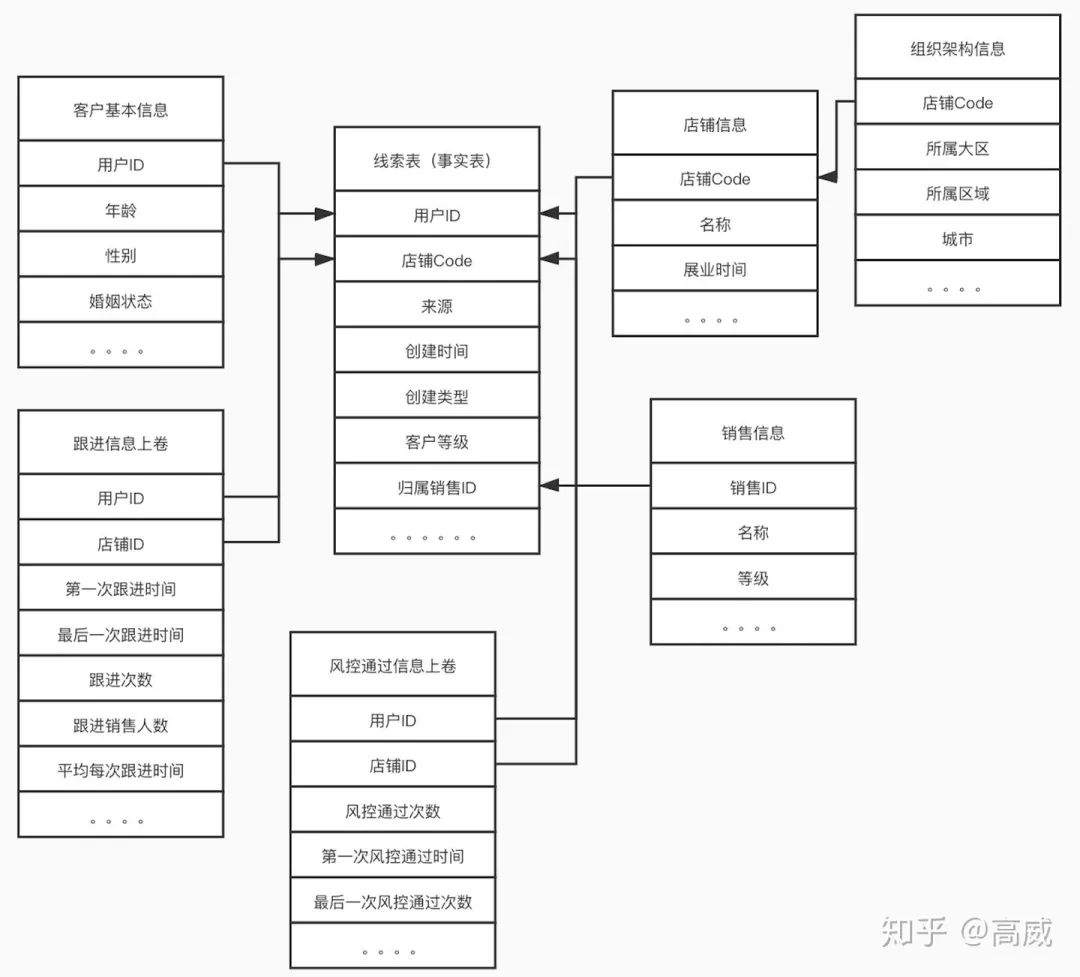 客户基本信息
用户ID
年龄
性别
婚姻状态
。。。。
跟进信息上卷
用户ID
店铺ID
第一次跟进时间
最后一次跟进时间
跟进次数
跟进销售人数
平均每次跟进时间
。。。。
线索表（事实表）
用户ID
店铺Code
来源
创建时间
创建类型
客户等级
归属销售ID
。。。。。。
风控通过信息上卷
用户ID
店铺ID
风控通过次数
第一次风控通过时间
最后一次风控通过次数
。。。。
店铺信息
店铺Code
名称
展业时间
。。。。
组织架构信息
店铺Code
所属大区
所属区域
城市
。。。。
销售信息
销售ID
名称
等级
。。。。
知乎 @高威